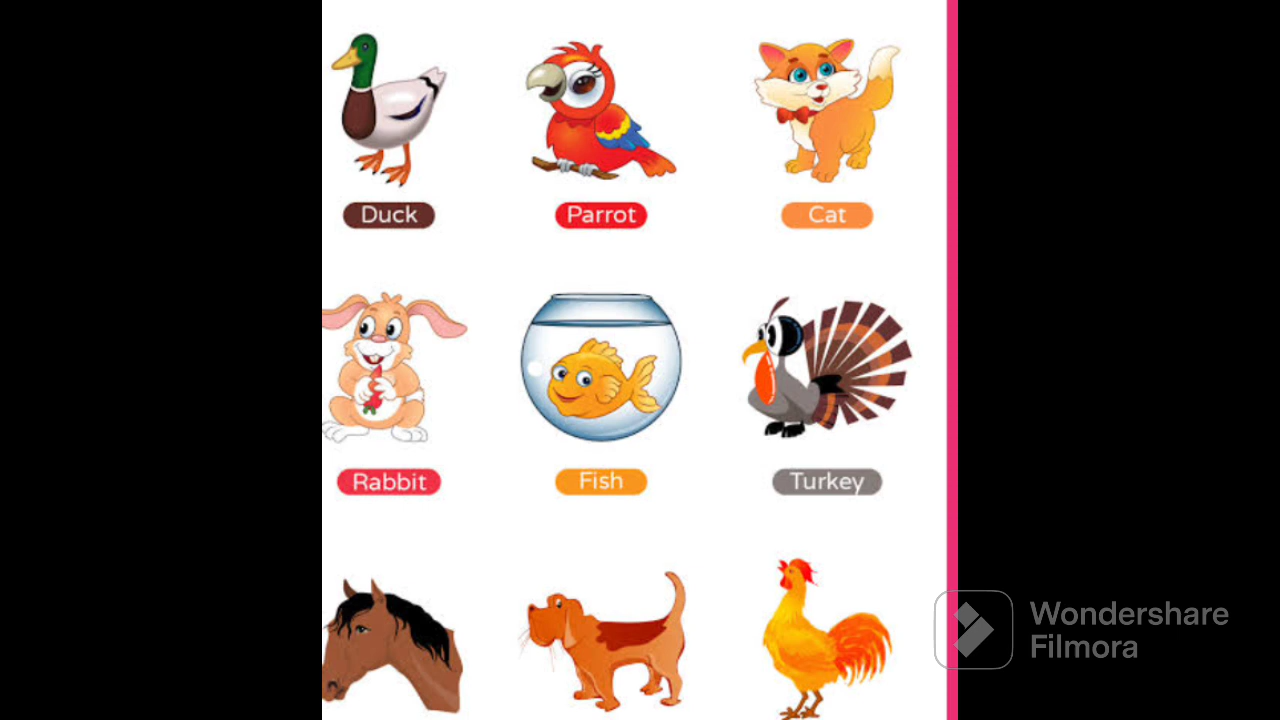 Duck
Parrot
Cat
Rabbit
Fish
Turkey
Wondershare
Filmora